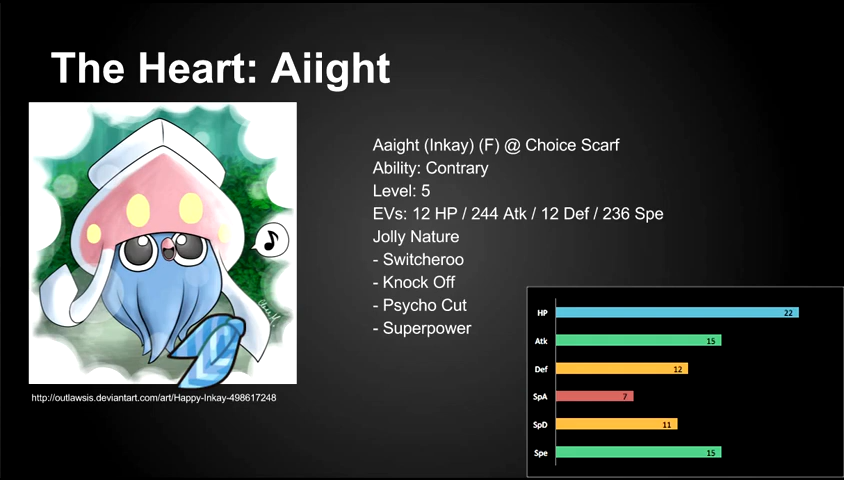 The Heart: Aiight
Aaight (Inkay) (F) @ Choice Scarf
Ability: Contrary
Level: 5
EVs: 12 HP / 244 Atk / 12 Def / 236 Spe
Jolly Nature
- Switcheroo
- Knock Off
- Psycho Cut
- Superpower
http://outlawsis.deviantart.com/art/Happy-Inkay-498617248
HP 22
Atk 15
Def 12
SpA 7
SpD 11
Spe 15